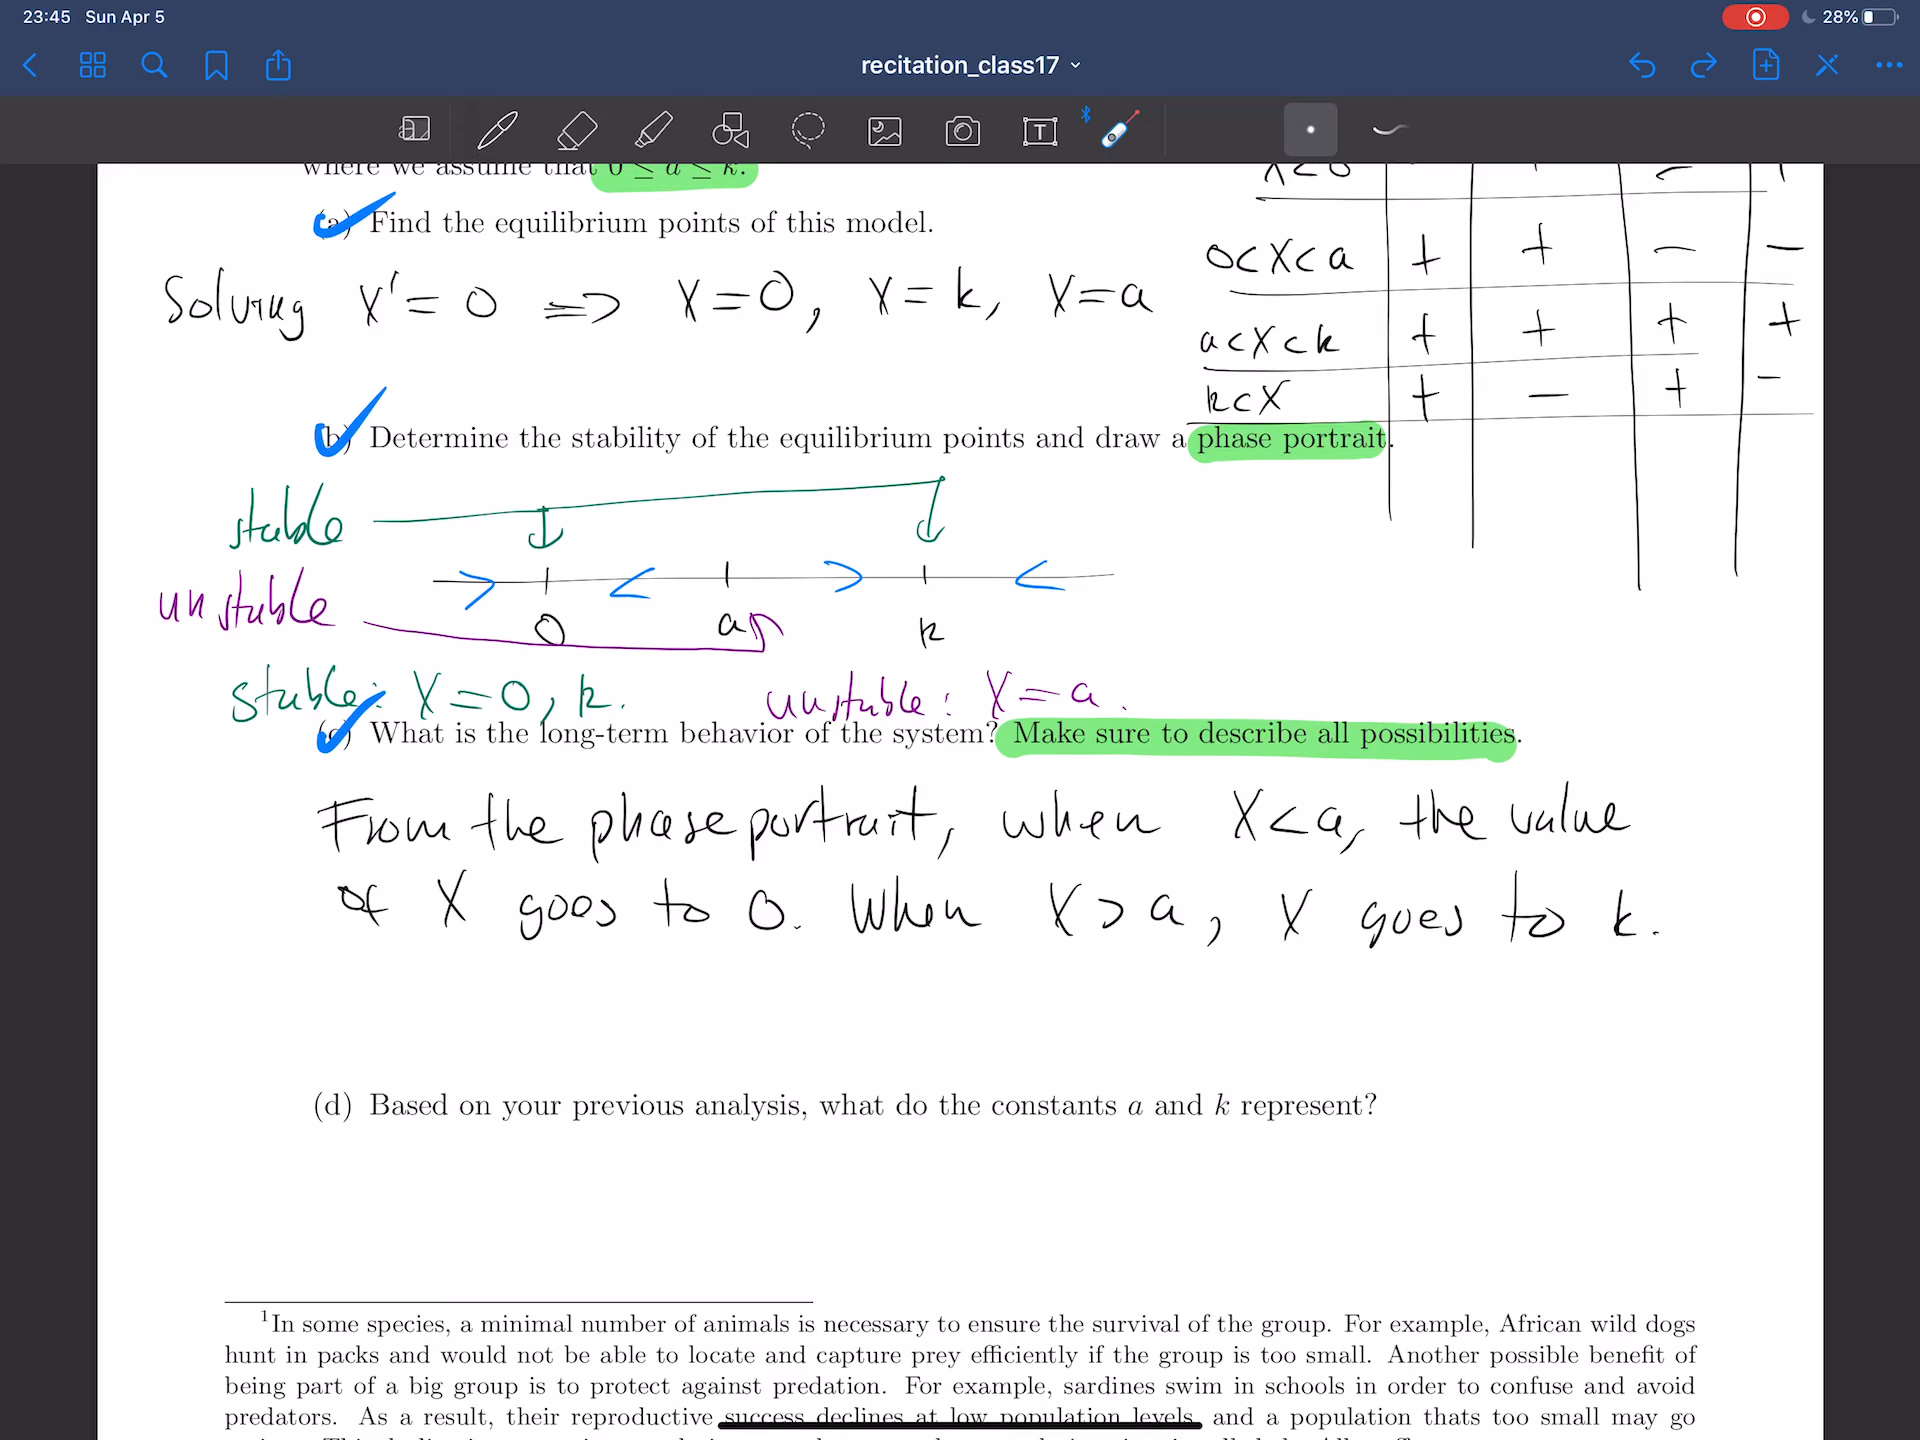 23:45 Sun Apr 5
28%
recitation_class17
where we assume that 0 ≤ a ≤ k.
X<0 + − +
(a) Find the equilibrium points of this model.
0<X<a + + − −
Solving X' = 0 ⇒ X=0, X=k, X=a
a<X<k + + + +
k<X + − + −
(b) Determine the stability of the equilibrium points and draw a phase portrait.
stable
unstable
0 a k
stable: X=0, k. unstable: X=a.
(c) What is the long-term behavior of the system? Make sure to describe all possibilities.
From the phase portrait, when X<a, the value
of X goes to 0. When X>a, X goes to k.
(d) Based on your previous analysis, what do the constants a and k represent?
1In some species, a minimal number of animals is necessary to ensure the survival of the group. For example, African wild dogs
hunt in packs and would not be able to locate and capture prey efficiently if the group is too small. Another possible benefit of
being part of a big group is to protect against predation. For example, sardines swim in schools in order to confuse and avoid
predators. As a result, their reproductive success declines at low population levels, and a population thats too small may go